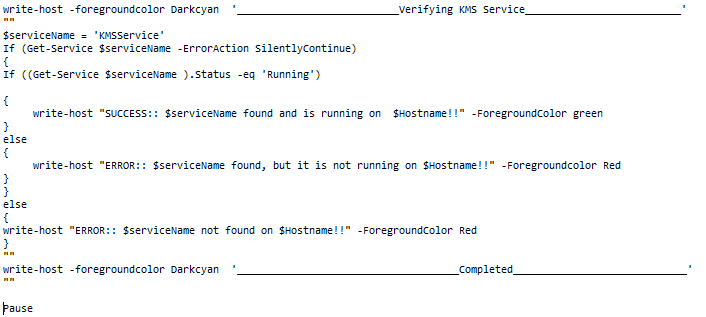 write-host -foregroundcolor Darkcyan  '__________________________Verifying KMS Service__________________________'
""
$serviceName = 'KMSService'
If (Get-Service $serviceName -ErrorAction SilentlyContinue)
{
If ((Get-Service $serviceName ).Status -eq 'Running')
{
     write-host "SUCCESS:: $serviceName found and is running on  $Hostname!!" -ForegroundColor green
}
else
{
     write-host "ERROR:: $serviceName found, but it is not running on $Hostname!!" -Foregroundcolor Red
}
}
else
{
write-host "ERROR:: $serviceName not found on $Hostname!!" -ForegroundColor Red
}
""
write-host -foregroundcolor Darkcyan  '_____________________________________Completed_____________________________'
""
Pause